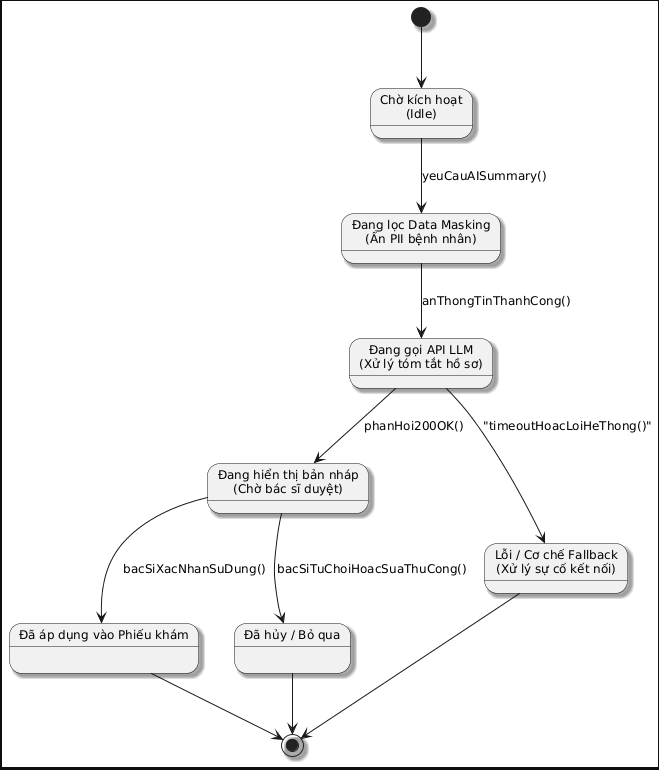 Chờ kích hoạt
(Idle)
yeuCauAISummary()
Đang lọc Data Masking
(Ẩn PII bệnh nhân)
anThongTinThanhCong()
Đang gọi API LLM
(Xử lý tóm tắt hồ sơ)
phanHoi200OK()
"timeoutHoacLoiHeThong()"
Đang hiển thị bản nháp
(Chờ bác sĩ duyệt)
Lỗi / Cơ chế Fallback
(Xử lý sự cố kết nối)
bacSiXacNhanSuDung()
bacSiTuChoiHoacSuaThuCong()
Đã áp dụng vào Phiếu khám
Đã hủy / Bỏ qua